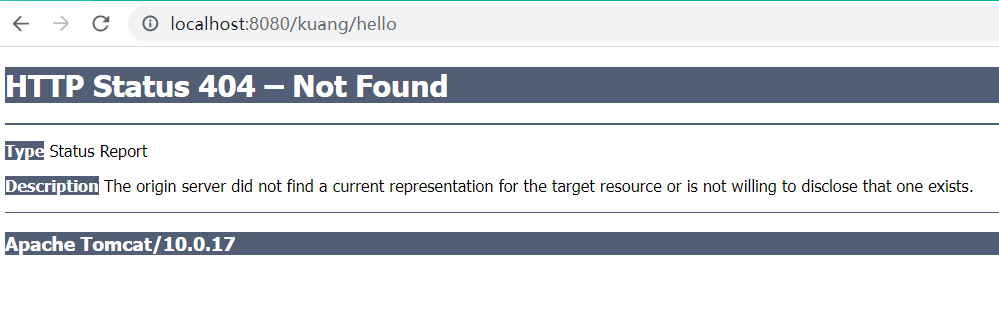 localhost:8080/kuang/hello
HTTP Status 404 – Not Found
Type Status Report
Description The origin server did not find a current representation for the target resource or is not willing to disclose that one exists.
Apache Tomcat/10.0.17